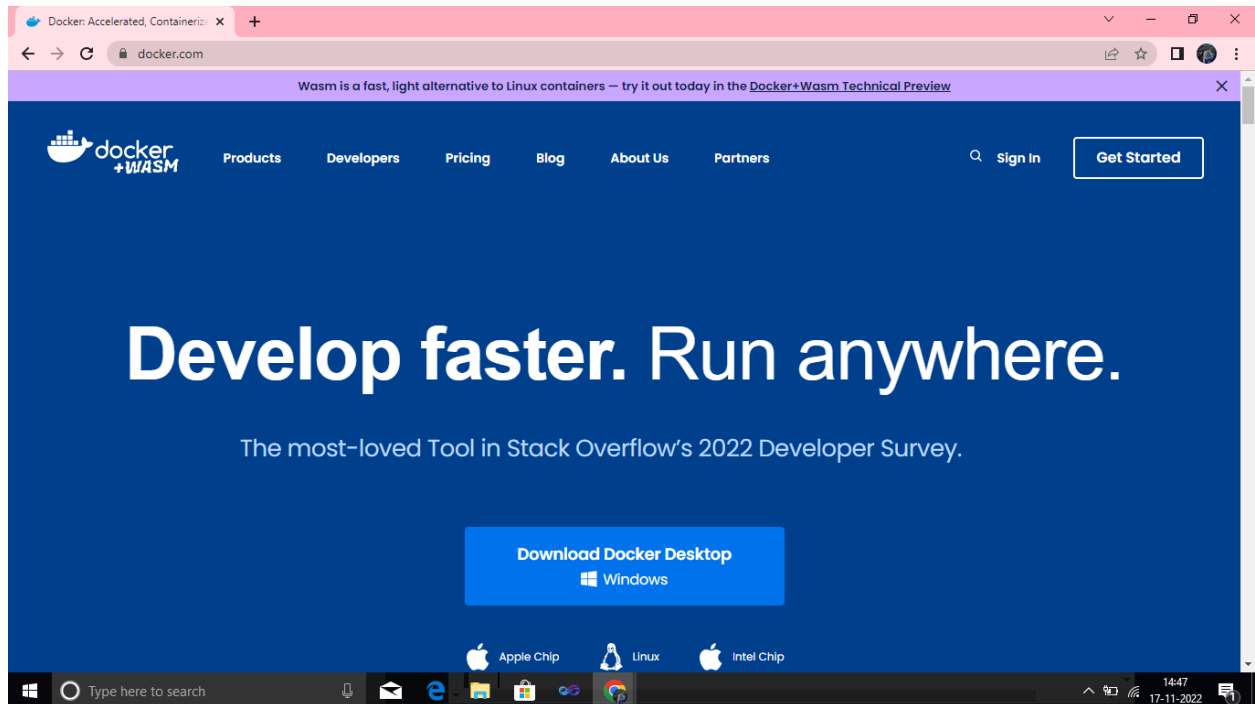 Docker: Accelerated, Containeriz
docker.com
Wasm is a fast, light alternative to Linux containers — try it out today in the Docker+Wasm Technical Preview
docker
+WASM
Products Developers Pricing Blog About Us Partners Sign In Get Started
Develop faster. Run anywhere.
The most-loved Tool in Stack Overflow's 2022 Developer Survey.
Download Docker Desktop
Windows
Apple Chip Linux Intel Chip
Type here to search
14:47
17-11-2022
1